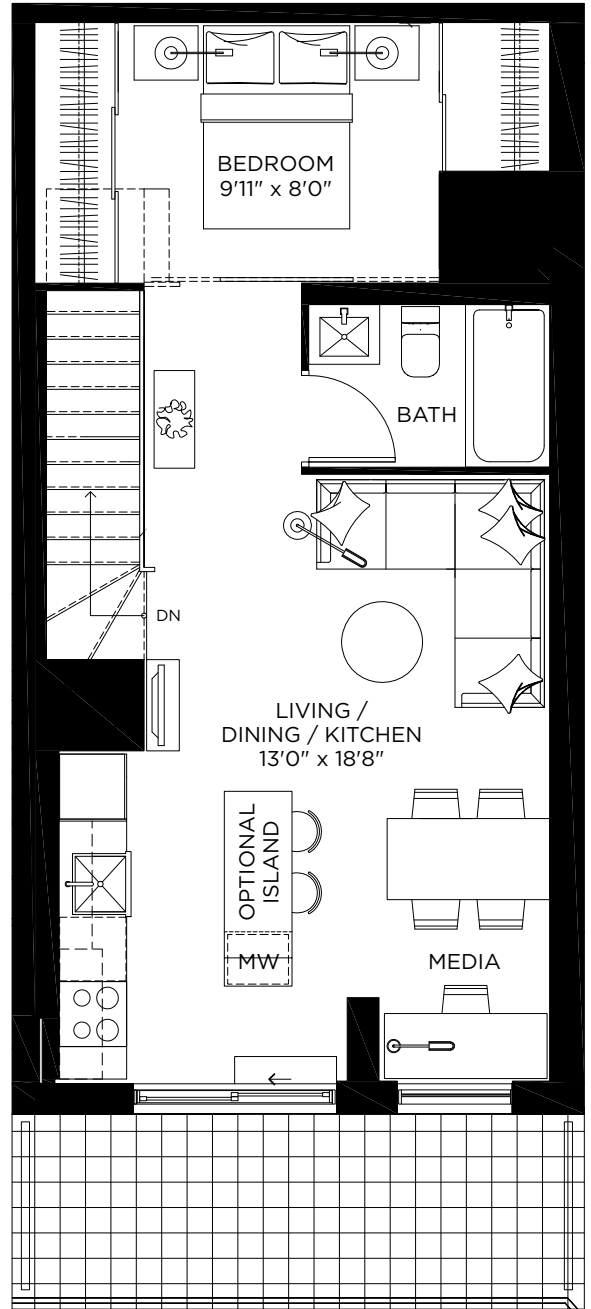 BEDROOM
9'11" x 8'0"
BATH
DN
LIVING /
DINING / KITCHEN
13'0" x 18'8"
OPTIONAL
ISLAND
MW
MEDIA